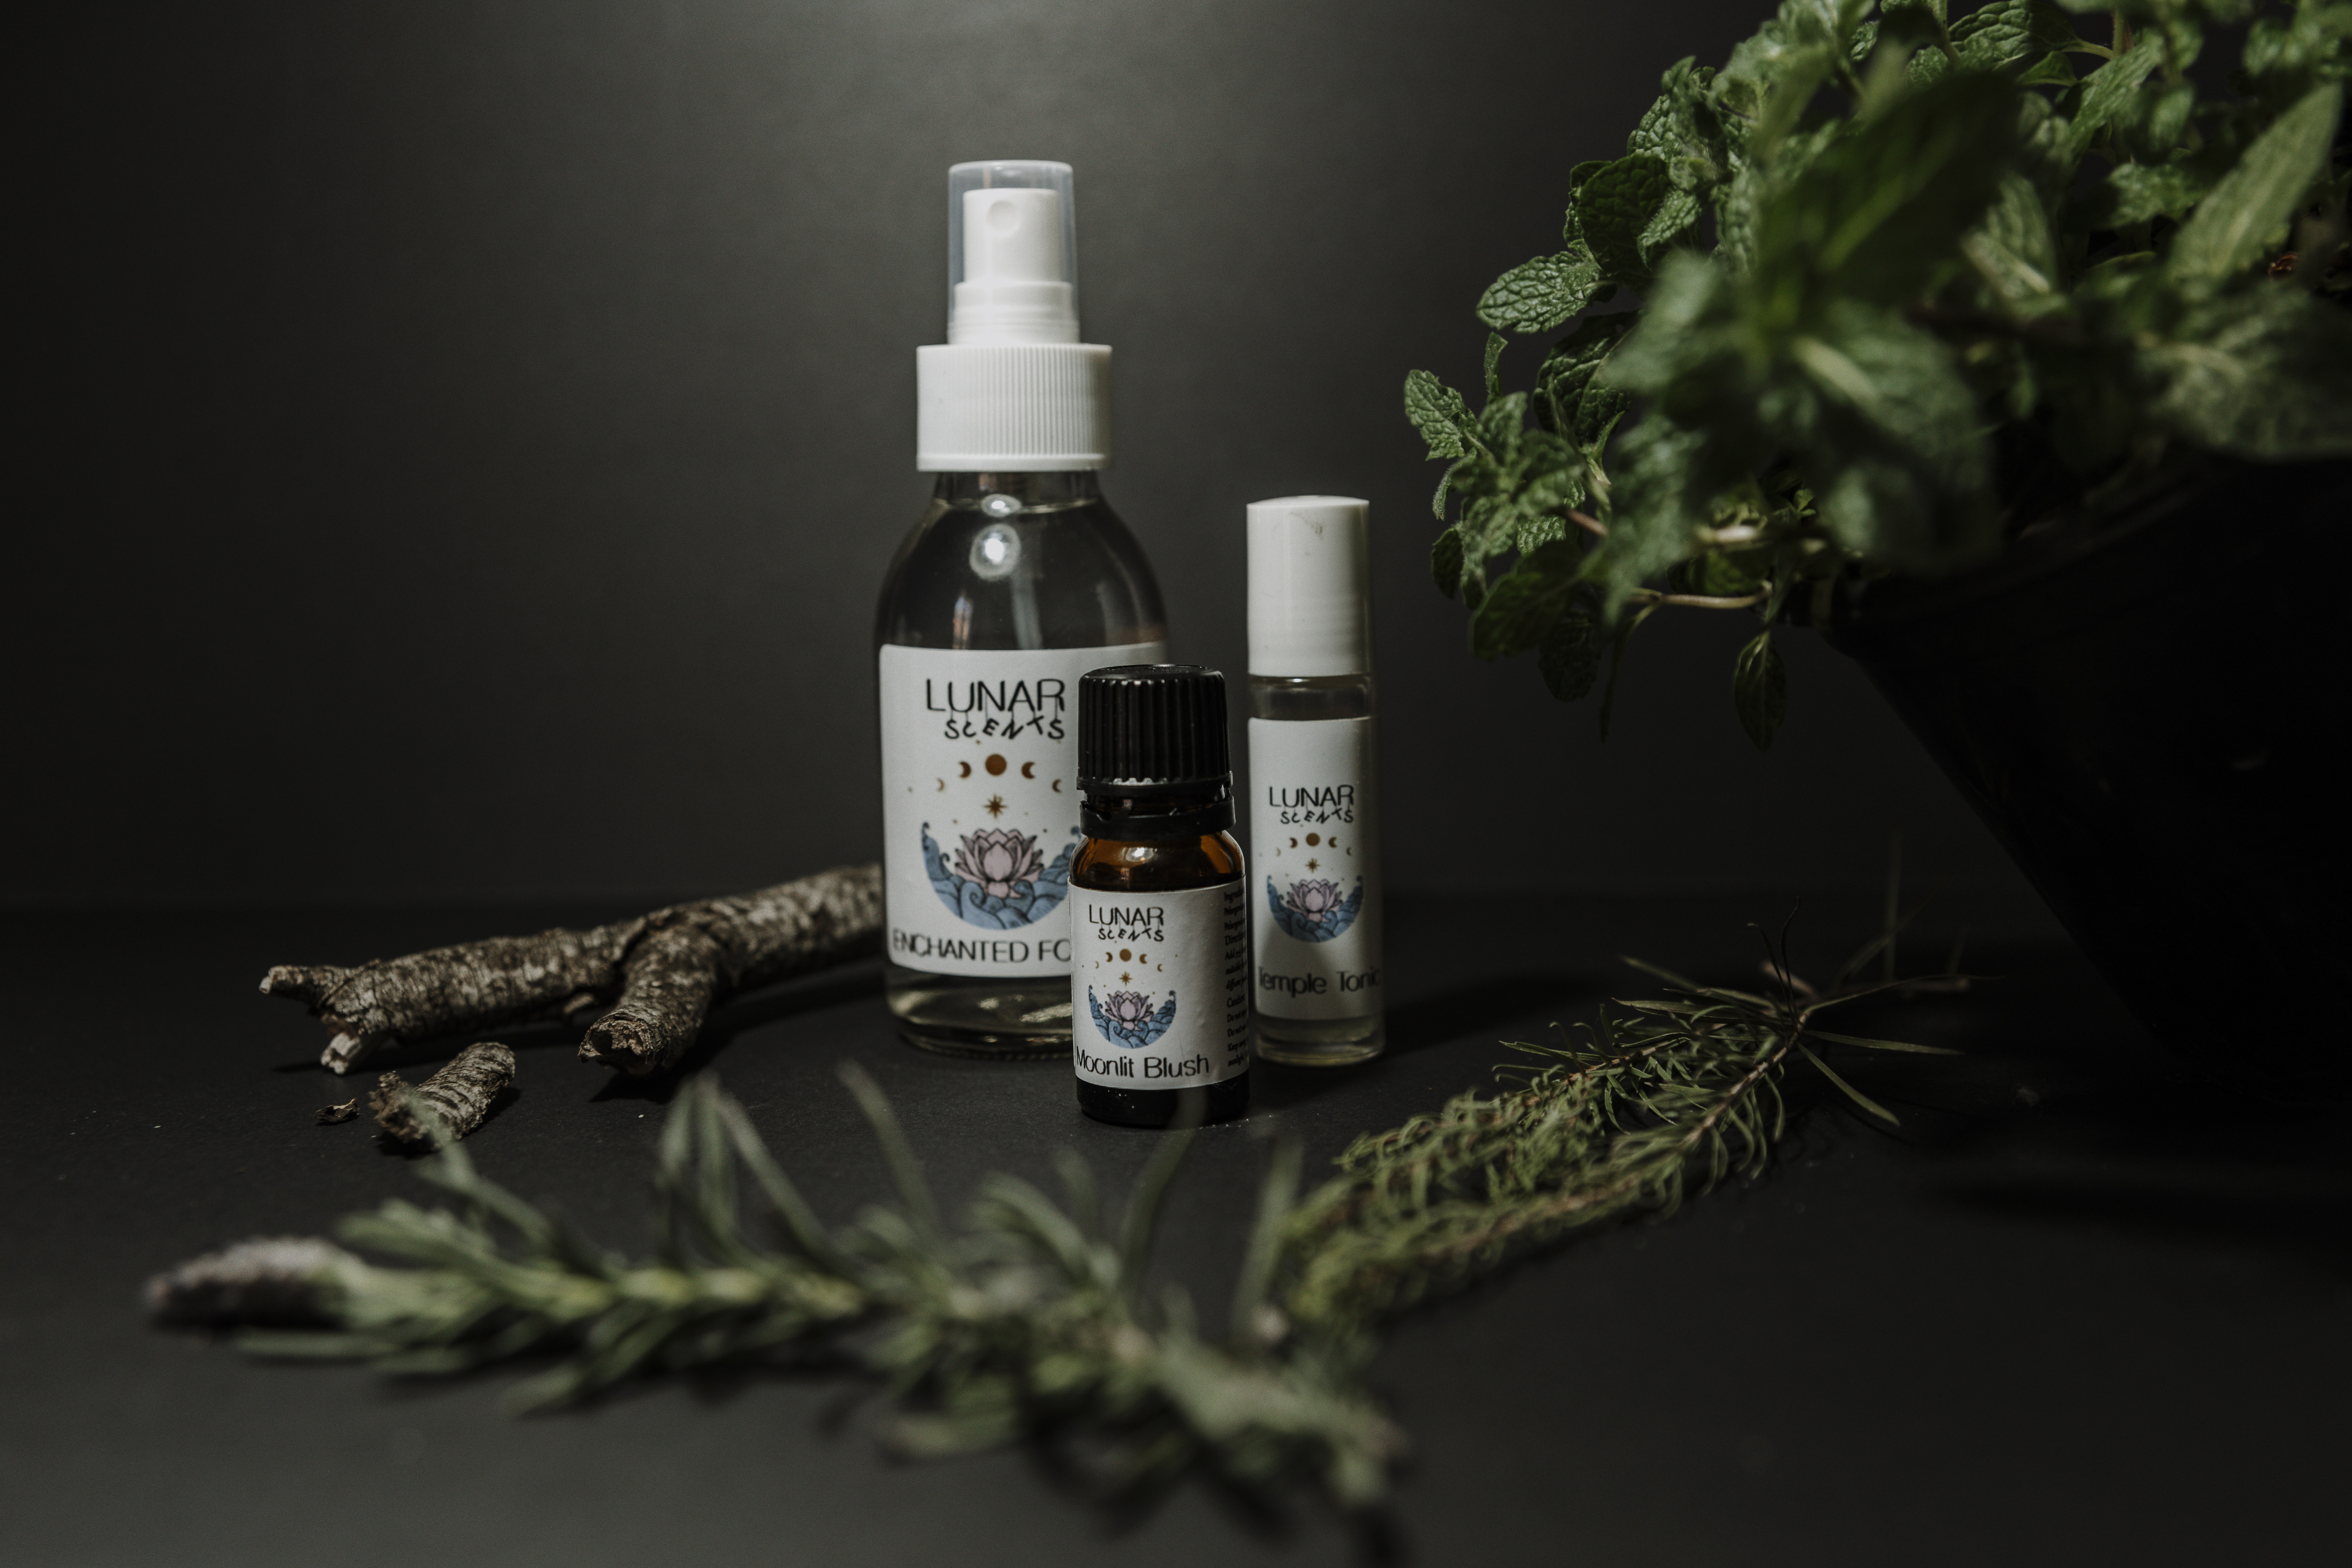 LUNAR
SCENTS
ENCHANTED FO
LUNAR
SCENTS
Moonlit Blush
LUNAR
SCENTS
Temple Tonic